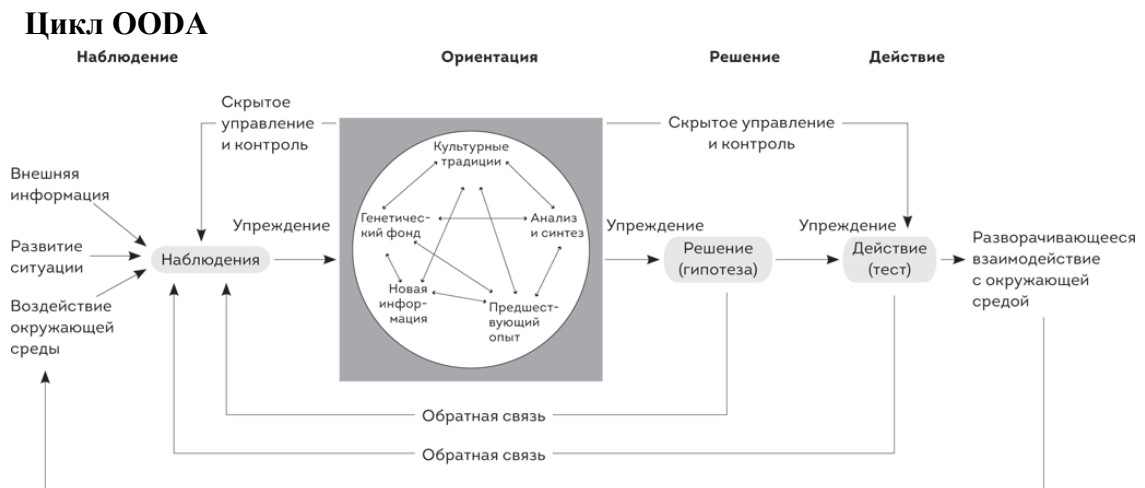 Цикл OODA
Наблюдение
Ориентация
Решение
Действие
Скрытое
управление
и контроль
Скрытое управление
и контроль
Внешняя
информация
Развитие
ситуации
Воздействие
окружающей
среды
Наблюдения
Упреждение
Культурные
традиции
Генетичес-
кий фонд
Анализ
и синтез
Новая
инфор-
мация
Предшест-
вующий
опыт
Упреждение
Решение
(гипотеза)
Упреждение
Действие
(тест)
Разворачивающееся
взаимодействие
с окружающей
средой
Обратная связь
Обратная связь